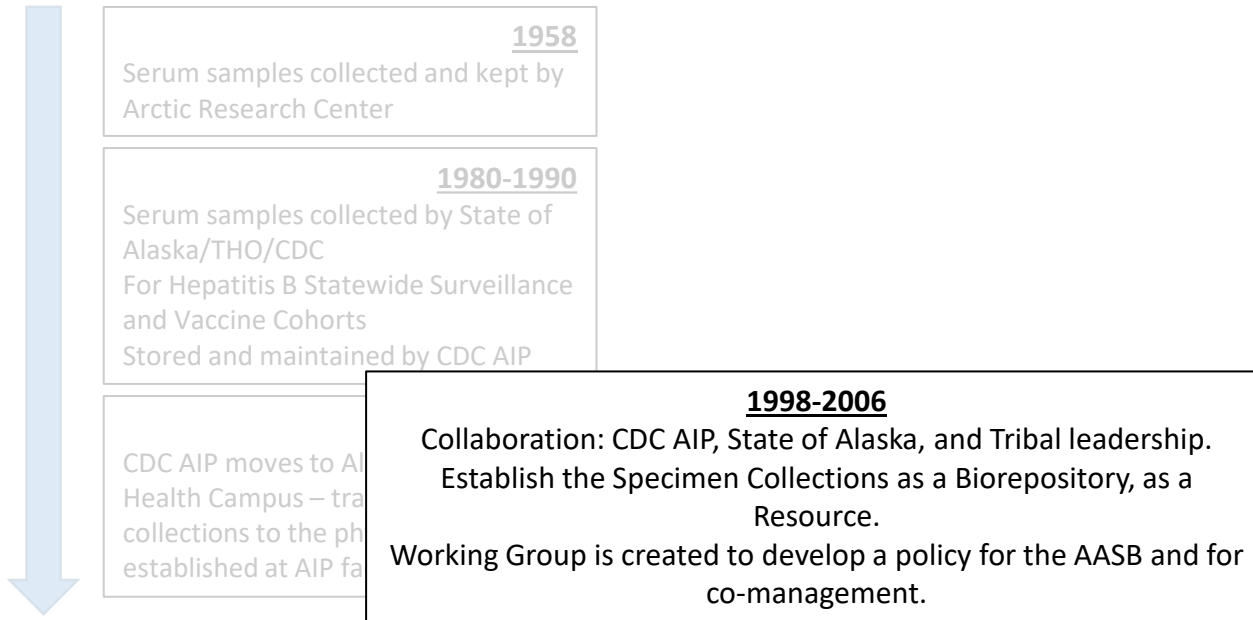 1958
Serum samples collected and kept by
Arctic Research Center
1980-1990
Serum samples collected by State of
Alaska/THO/CDC
For Hepatitis B Statewide Surveillance
and Vaccine Cohorts
Stored and maintained by CDC AIP
CDC AIP moves to Al
Health Campus – tra
collections to the ph
established at AIP fa
1998-2006
Collaboration: CDC AIP, State of Alaska, and Tribal leadership.
Establish the Specimen Collections as a Biorepository, as a
Resource.
Working Group is created to develop a policy for the AASB and for
co-management.